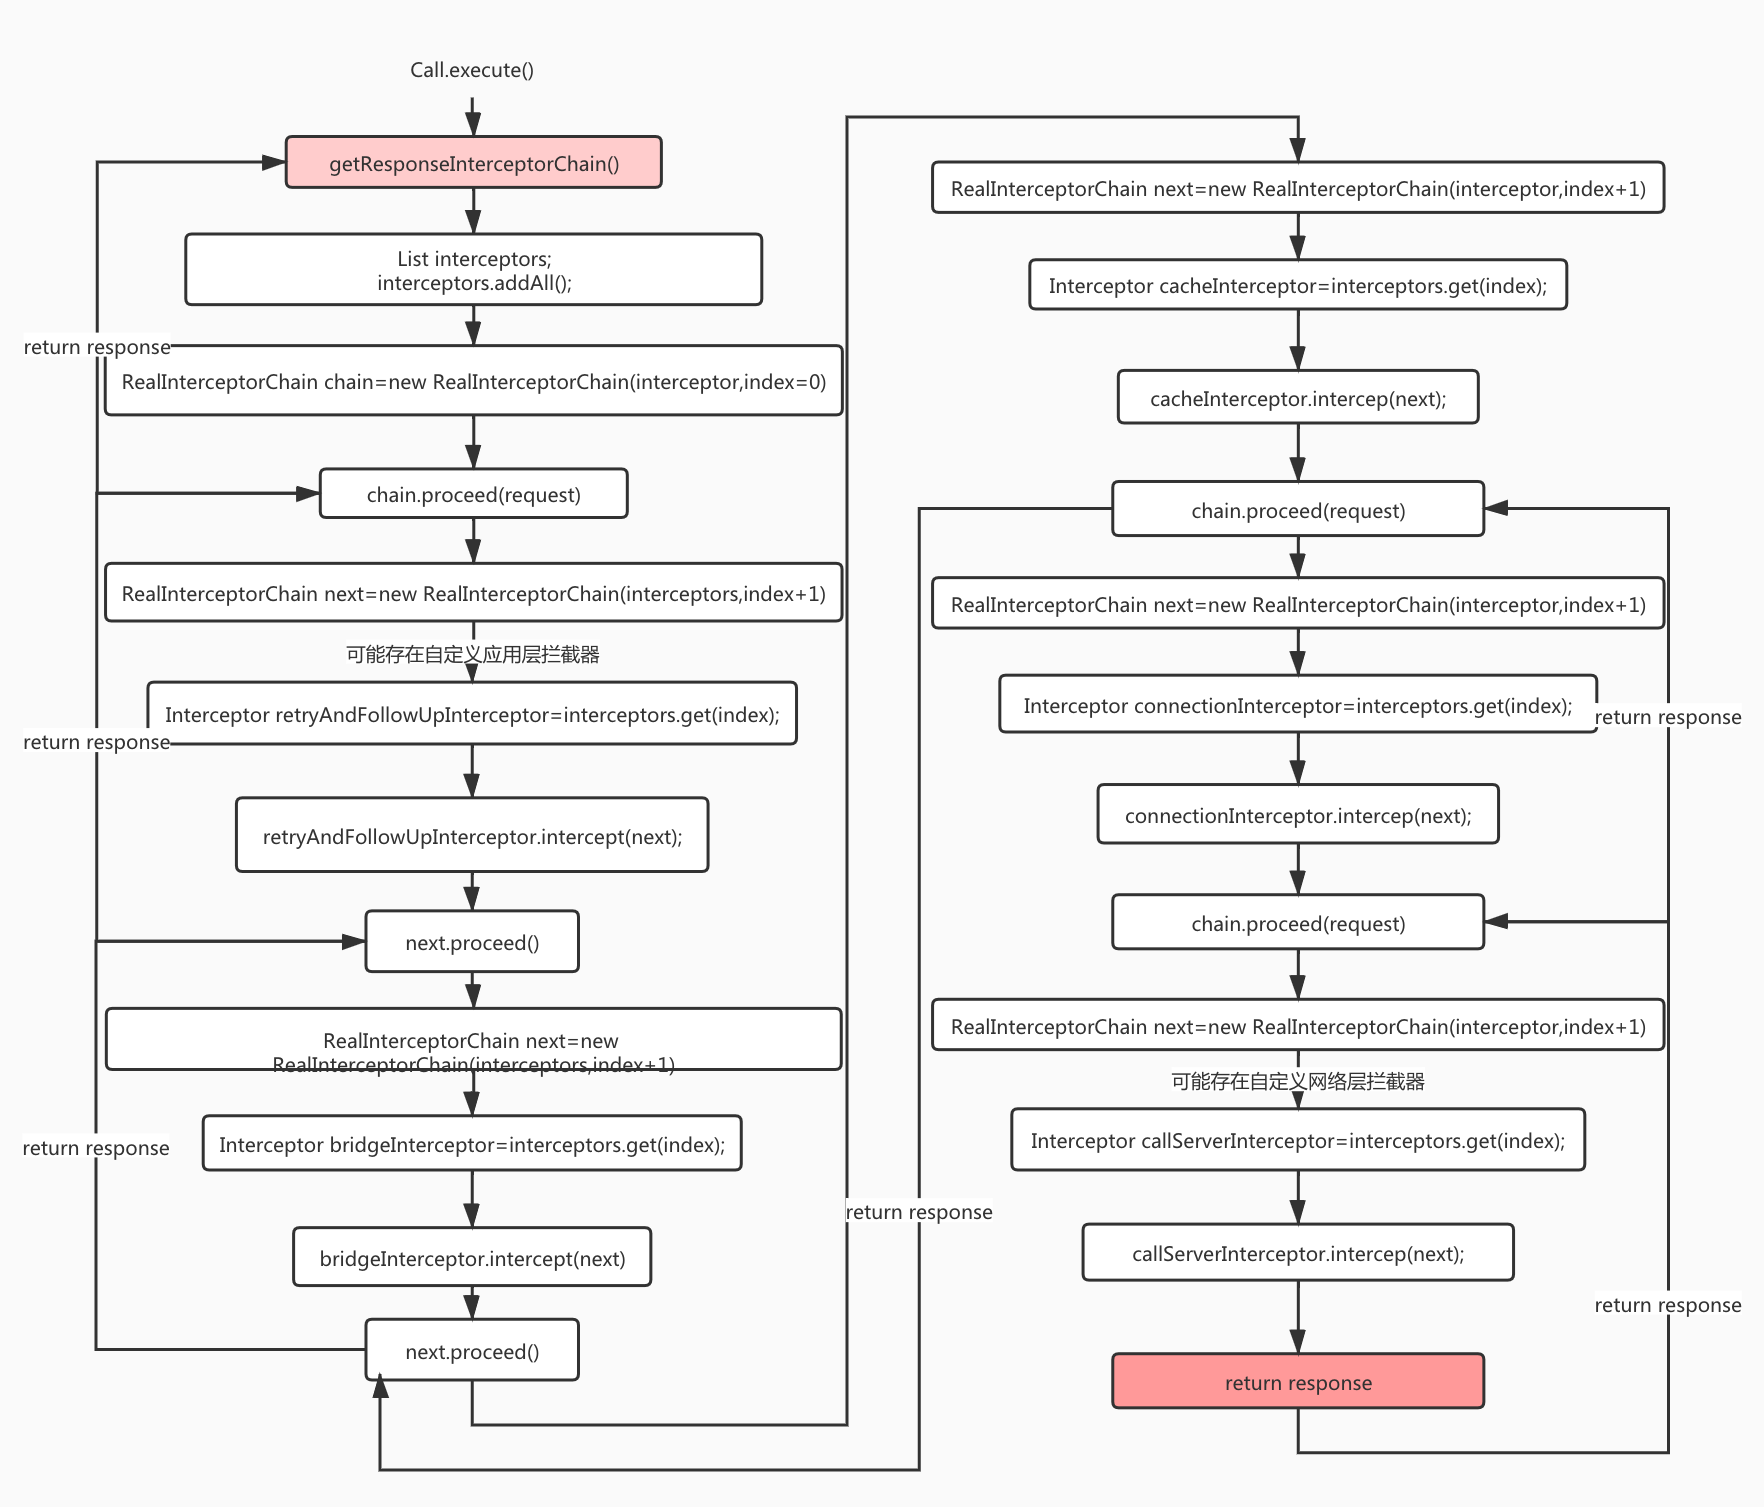 Call.execute()
getResponseInterceptorChain()
List interceptors;
interceptors.addAll();
return response
RealInterceptorChain chain=new RealInterceptorChain(interceptor,index=0)
chain.proceed(request)
RealInterceptorChain next=new RealInterceptorChain(interceptors,index+1)
可能存在自定义应用层拦截器
Interceptor retryAndFollowUpInterceptor=interceptors.get(index);
return response
retryAndFollowUpInterceptor.intercept(next);
next.proceed()
RealInterceptorChain next=new
RealInterceptorChain(interceptors,index+1)
Interceptor bridgeInterceptor=interceptors.get(index);
return response
bridgeInterceptor.intercept(next)
next.proceed()
RealInterceptorChain next=new RealInterceptorChain(interceptor,index+1)
Interceptor cacheInterceptor=interceptors.get(index);
cacheInterceptor.intercep(next);
chain.proceed(request)
RealInterceptorChain next=new RealInterceptorChain(interceptor,index+1)
Interceptor connectionInterceptor=interceptors.get(index);
return response
connectionInterceptor.intercep(next);
chain.proceed(request)
RealInterceptorChain next=new RealInterceptorChain(interceptor,index+1)
可能存在自定义网络层拦截器
Interceptor callServerInterceptor=interceptors.get(index);
return response
callServerInterceptor.intercep(next);
return response
return response